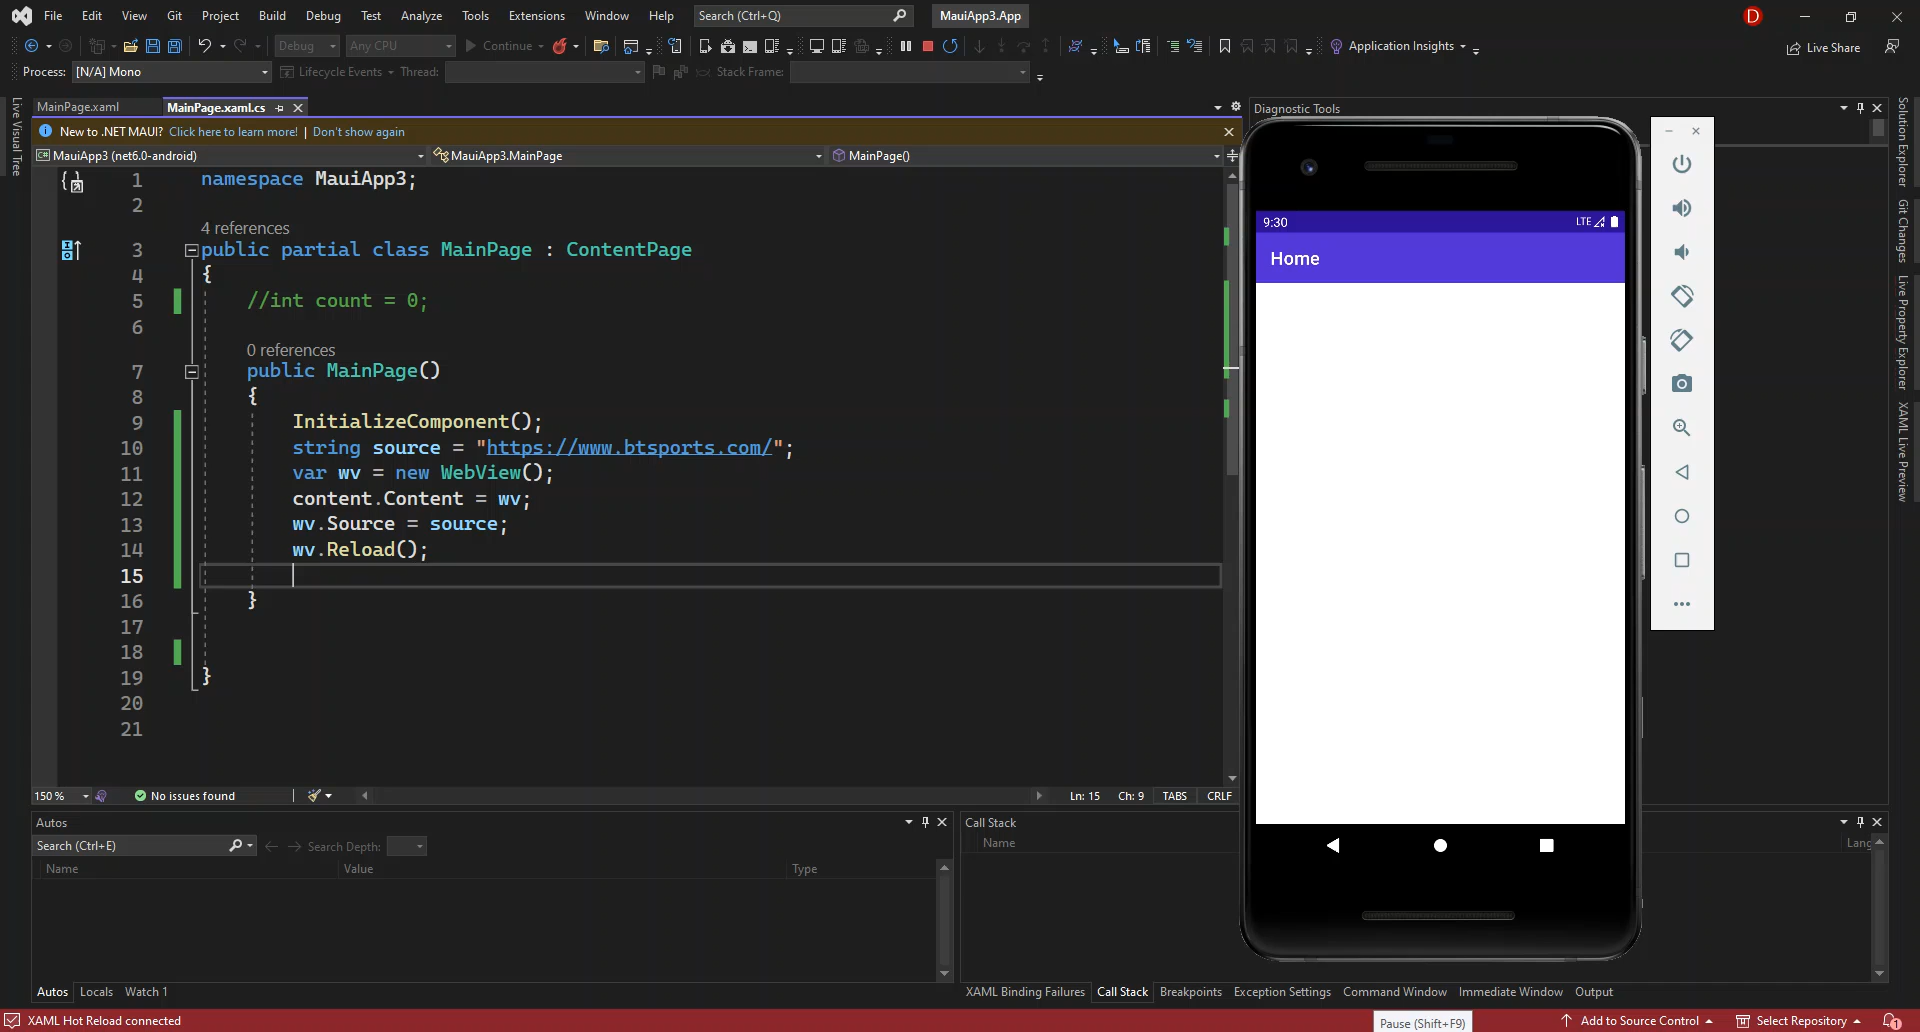 File Edit View Git Project Build Debug Test Analyze Tools Extensions Window Help Search (Ctrl+Q) MauiApp3.App D
Debug Any CPU Continue Application Insights Live Share
Process: [N/A] Mono Lifecycle Events Thread: Stack Frame:
MainPage.xaml MainPage.xaml.cs Diagnostic Tools
New to .NET MAUI? Click here to learn more! | Don't show again
MauiApp3 (net6.0-android) MauiApp3.MainPage MainPage()
1 namespace MauiApp3;
2
4 references
3 public partial class MainPage : ContentPage
4 {
5 //int count = 0;
6
0 references
7 public MainPage()
8 {
9 InitializeComponent();
10 string source = "https://www.btsports.com/";
11 var wv = new WebView();
12 content.Content = wv;
13 wv.Source = source;
14 wv.Reload();
15
16 }
17
18
19 }
20
21
150 % No issues found Ln: 15 Ch: 9 TABS CRLF
9:30 LTE
Home
Live Visual Tree
Solution Explorer
Git Changes
Live Property Explorer
XAML Live Preview
Autos
Search (Ctrl+E) Search Depth:
Name Value Type
Autos Locals Watch 1
Call Stack
Name Lang
XAML Binding Failures Call Stack Breakpoints Exception Settings Command Window Immediate Window Output
XAML Hot Reload connected Pause (Shift+F9) Add to Source Control Select Repository 1